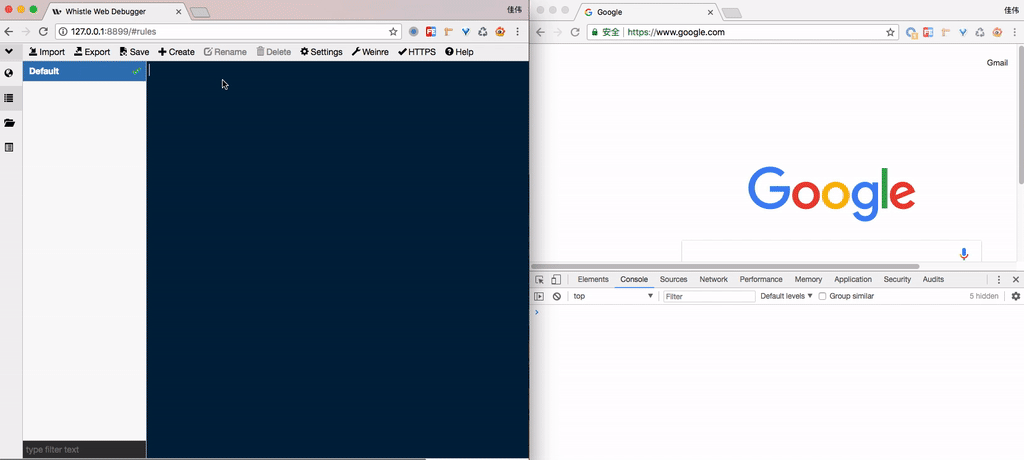 Whistle Web Debugger
佳伟
127.0.0.1:8899/#rules
Import Export Save Create Rename Delete Settings Weinre HTTPS Help
Default
type filter text
Google
佳伟
安全 https://www.google.com
Gmail
Google
Elements Console Sources Network Performance Memory Application Security Audits
top Filter Default levels Group similar 5 hidden